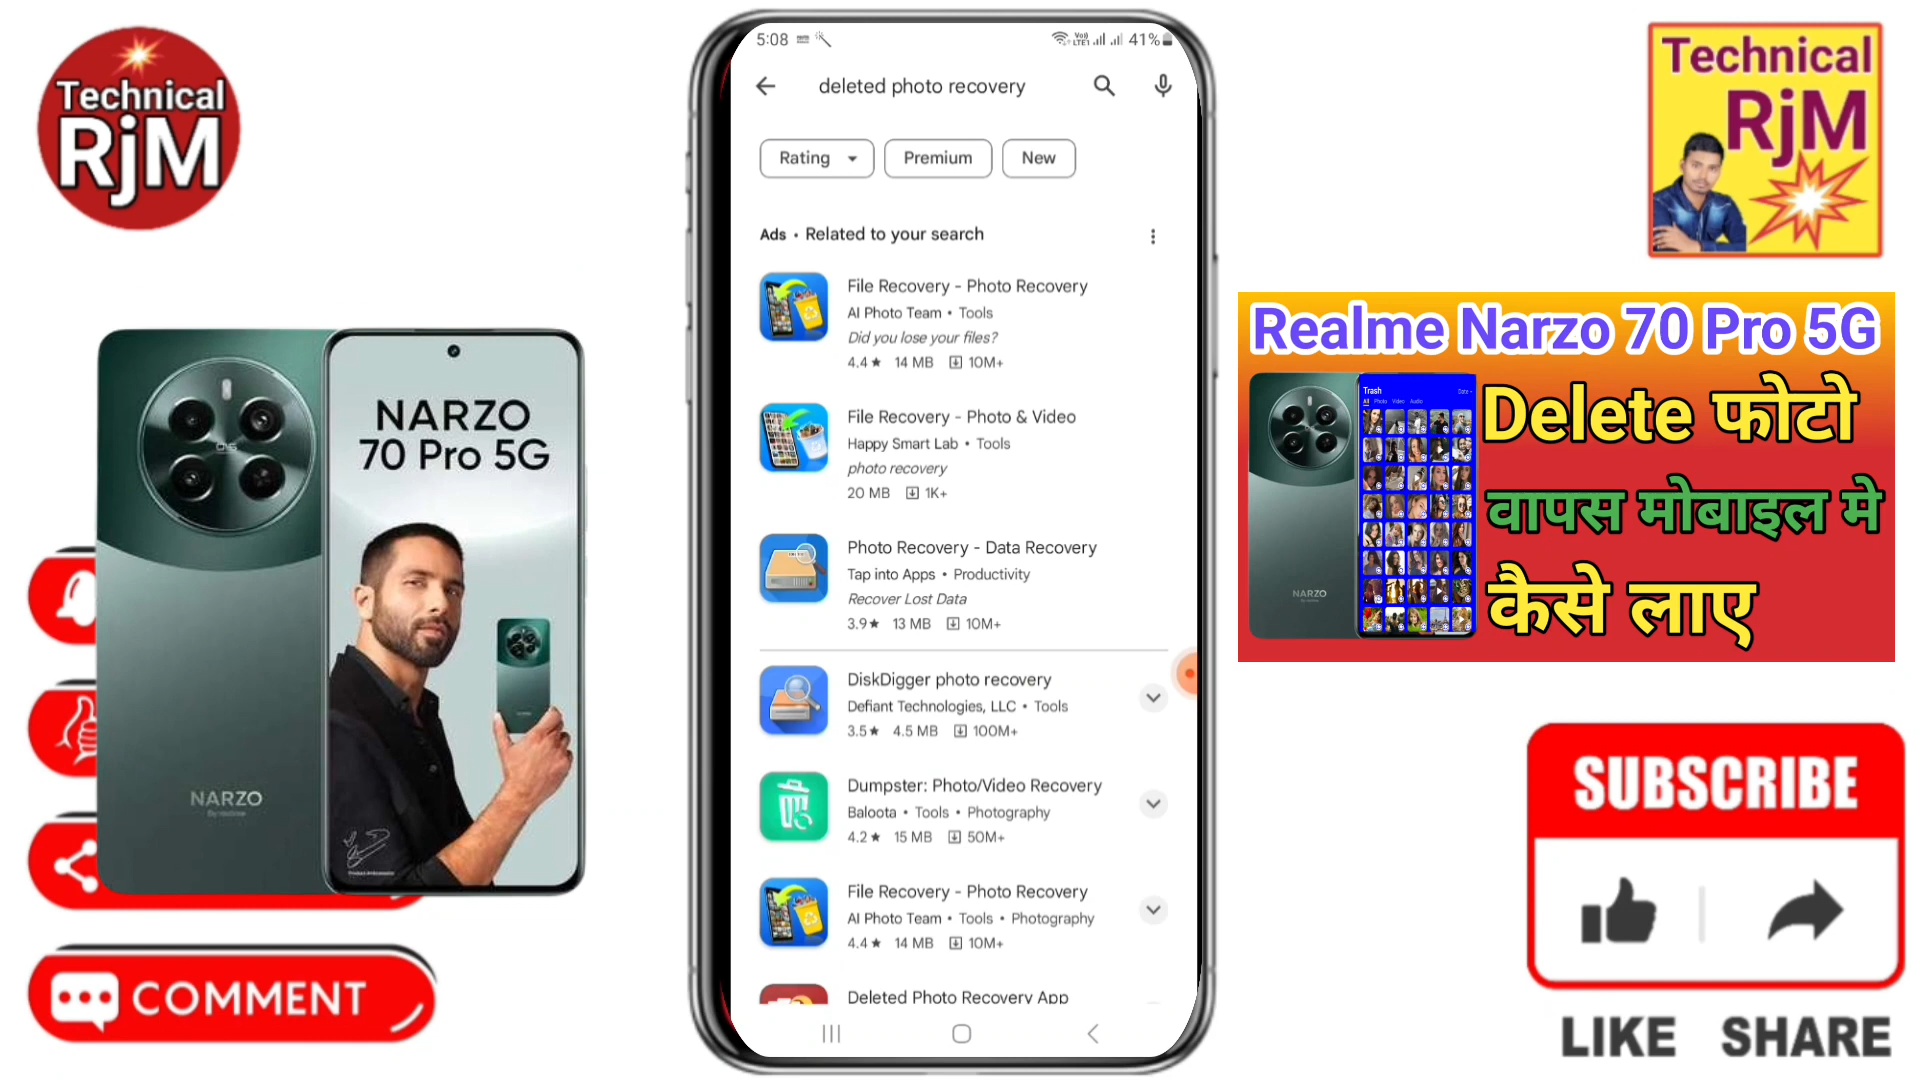 Technical
RjM
NARZO
70 Pro 5G
NARZO
COMMENT
5:08
41%
deleted photo recovery
Rating
Premium
New
Ads • Related to your search
File Recovery - Photo Recovery
AI Photo Team • Tools
Did you lose your files?
4.4★ 14 MB 10M+
File Recovery - Photo & Video
Happy Smart Lab • Tools
photo recovery
20 MB 1K+
Photo Recovery - Data Recovery
Tap into Apps • Productivity
Recover Lost Data
3.9★ 13 MB 10M+
DiskDigger photo recovery
Defiant Technologies, LLC • Tools
3.5★ 4.5 MB 100M+
Dumpster: Photo/Video Recovery
Baloota • Tools • Photography
4.2★ 15 MB 50M+
File Recovery - Photo Recovery
AI Photo Team • Tools • Photography
4.4★ 14 MB 10M+
Deleted Photo Recovery App
Technical
RjM
Realme Narzo 70 Pro 5G
Trash
Delete फोटो
वापस मोबाइल मे
कैसे लाए
NARZO
SUBSCRIBE
LIKE SHARE